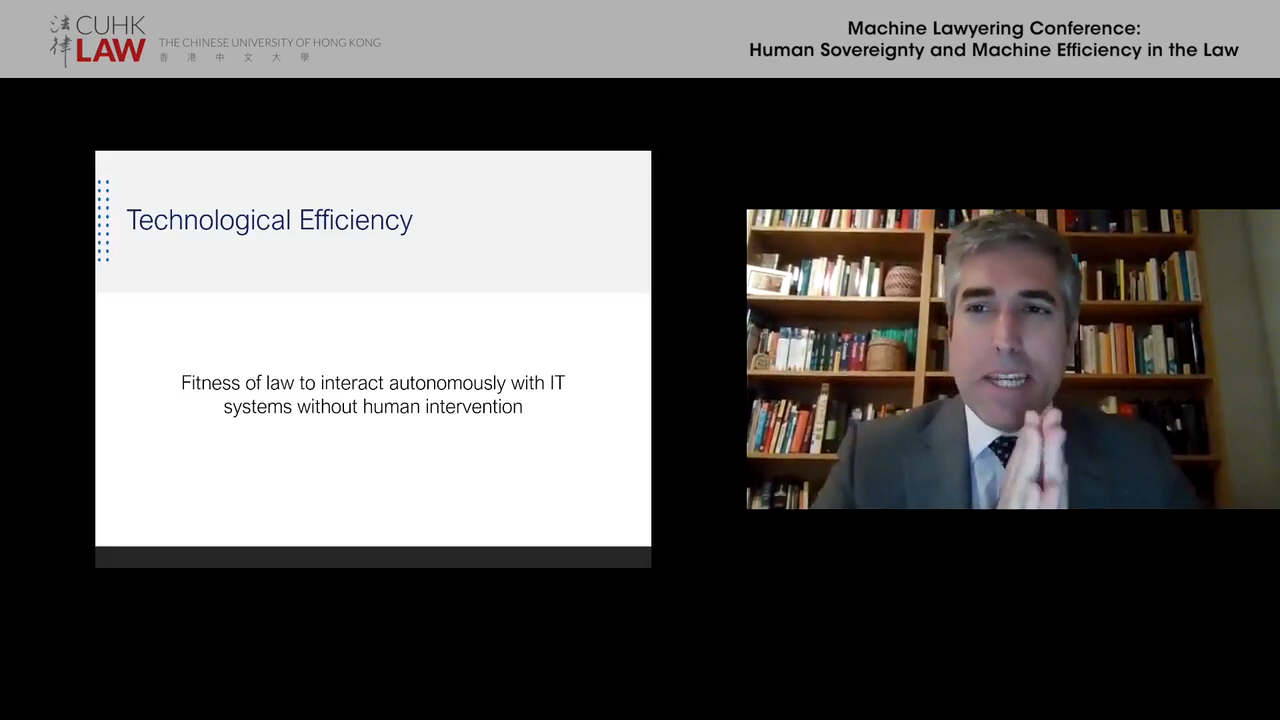 法律
CUHK
LAW
THE CHINESE UNIVERSITY OF HONG KONG
香港中文大學
Machine Lawyering Conference:
Human Sovereignty and Machine Efficiency in the Law
Technological Efficiency
Fitness of law to interact autonomously with IT
systems without human intervention